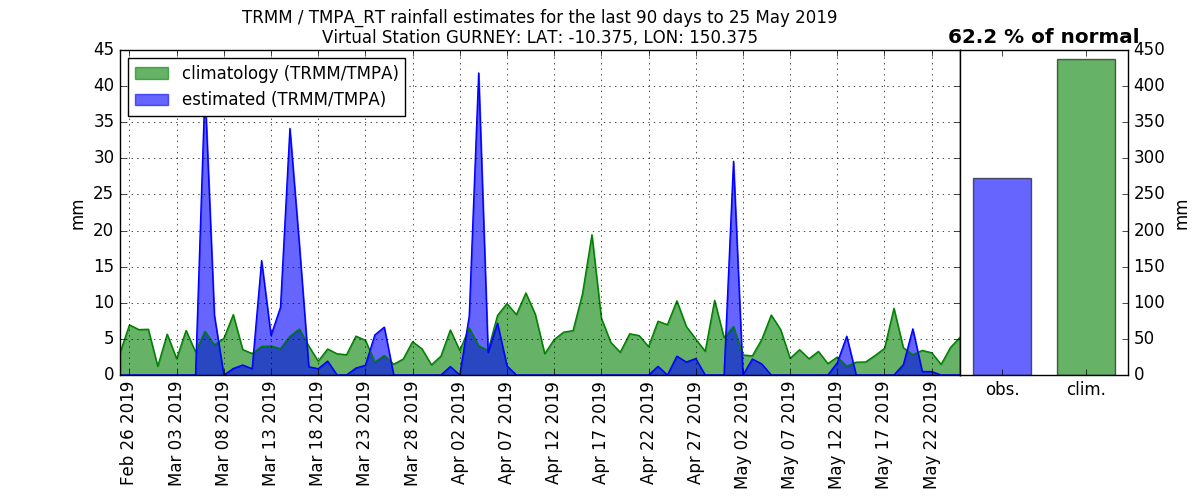 TRMM / TMPA_RT rainfall estimates for the last 90 days to 25 May 2019
Virtual Station GURNEY: LAT: -10.375, LON: 150.375
62.2 % of normal
climatology (TRMM/TMPA)
estimated (TRMM/TMPA)
45
40
35
30
25
20
15
10
5
0
mm
Feb 26 2019
Mar 03 2019
Mar 08 2019
Mar 13 2019
Mar 18 2019
Mar 23 2019
Mar 28 2019
Apr 02 2019
Apr 07 2019
Apr 12 2019
Apr 17 2019
Apr 22 2019
Apr 27 2019
May 02 2019
May 07 2019
May 12 2019
May 17 2019
May 22 2019
450
400
350
300
250
200
150
100
50
0
mm
obs.
clim.